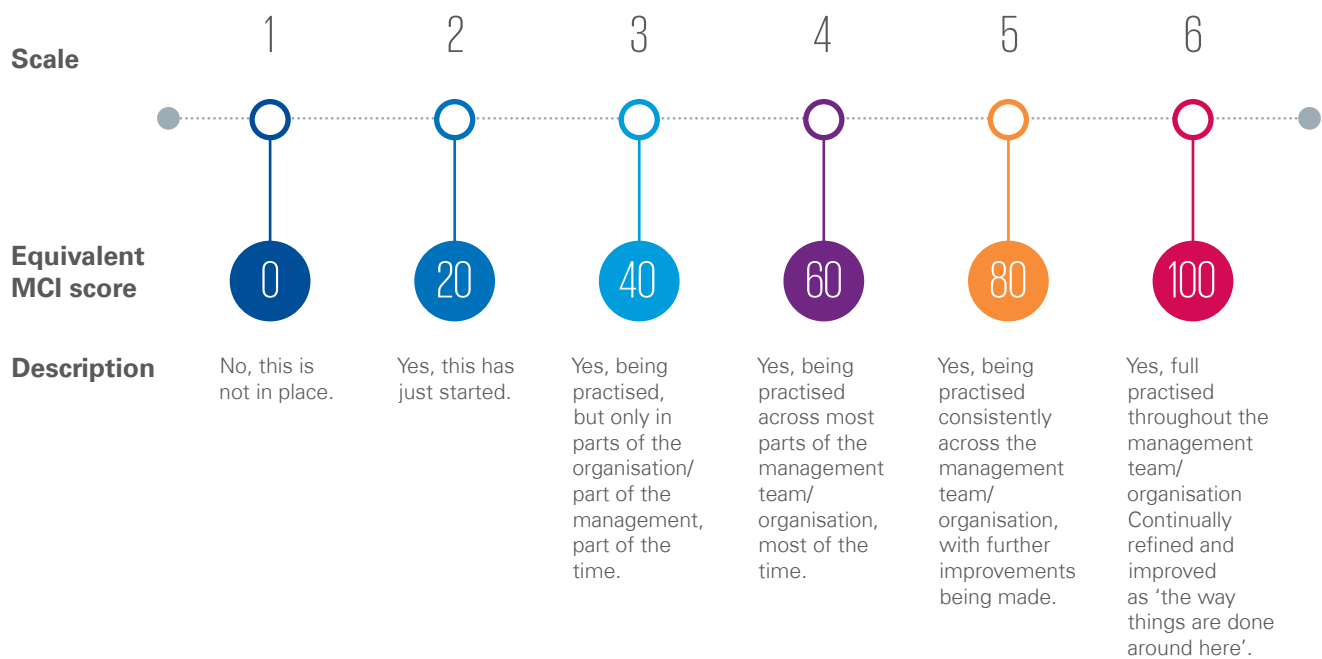 Scale
1
2
3
4
5
6
Equivalent
MCI score
0
20
40
60
80
100
Description
No, this is
not in place.
Yes, this has
just started.
Yes, being
practised,
but only in
parts of the
organisation/
part of the
management,
part of the
time.
Yes, being
practised
across most
parts of the
management
team/
organisation,
most of the
time.
Yes, being
practised
consistently
across the
management
team/
organisation,
with further
improvements
being made.
Yes, full
practised
throughout the
management
team/
organisation
Continually
refined and
improved
as ‘the way
things are done
around here’.